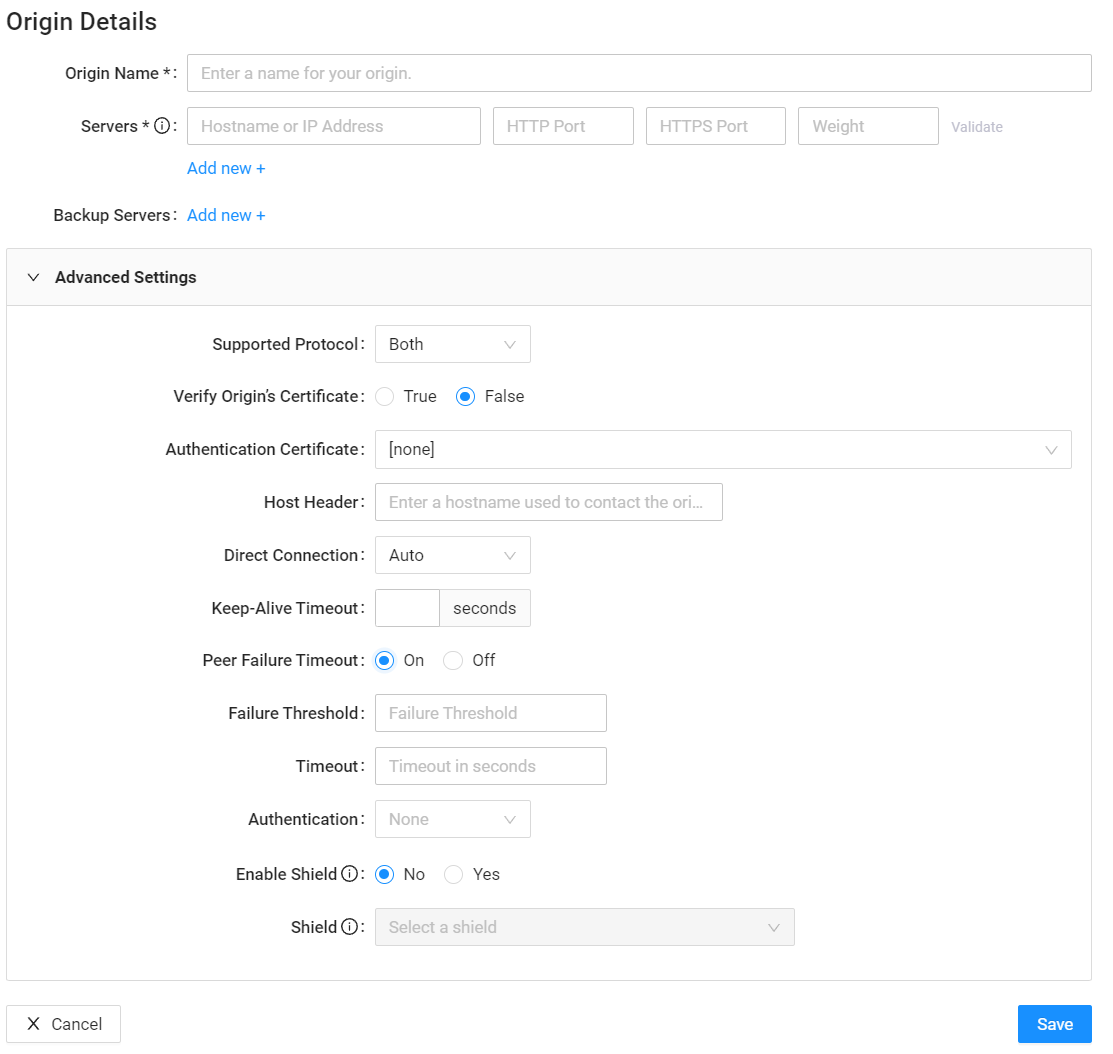 Origin Details
Origin Name *: Enter a name for your origin.
Servers * : Hostname or IP Address HTTP Port HTTPS Port Weight Validate
Add new +
Backup Servers: Add new +
Advanced Settings
Supported Protocol: Both
Verify Origin’s Certificate: True False
Authentication Certificate: [none]
Host Header: Enter a hostname used to contact the ori...
Direct Connection: Auto
Keep-Alive Timeout: seconds
Peer Failure Timeout: On Off
Failure Threshold: Failure Threshold
Timeout: Timeout in seconds
Authentication: None
Enable Shield : No Yes
Shield : Select a shield
Cancel Save